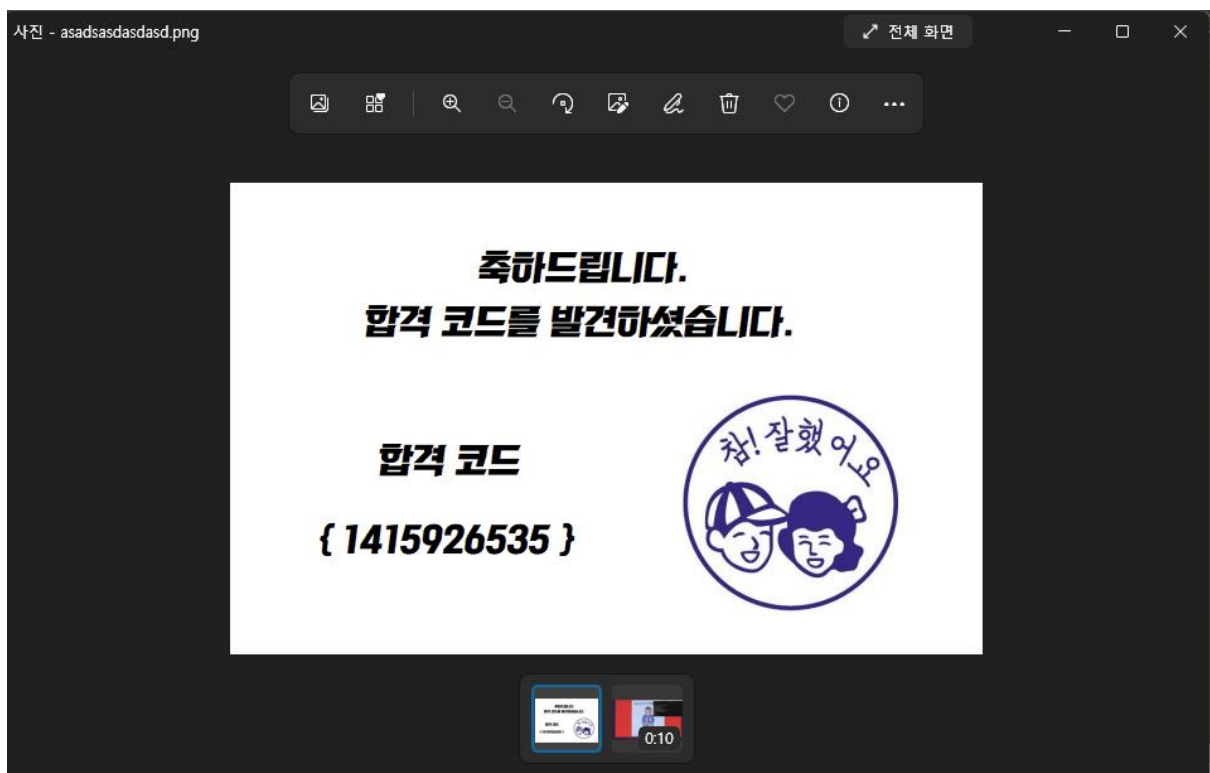 사진 - asadsasdasdasd.png
전체 화면
축하드립니다.
합격 코드를 발견하셨습니다.
합격 코드
{ 1415926535 }
참! 잘했어요
0:10